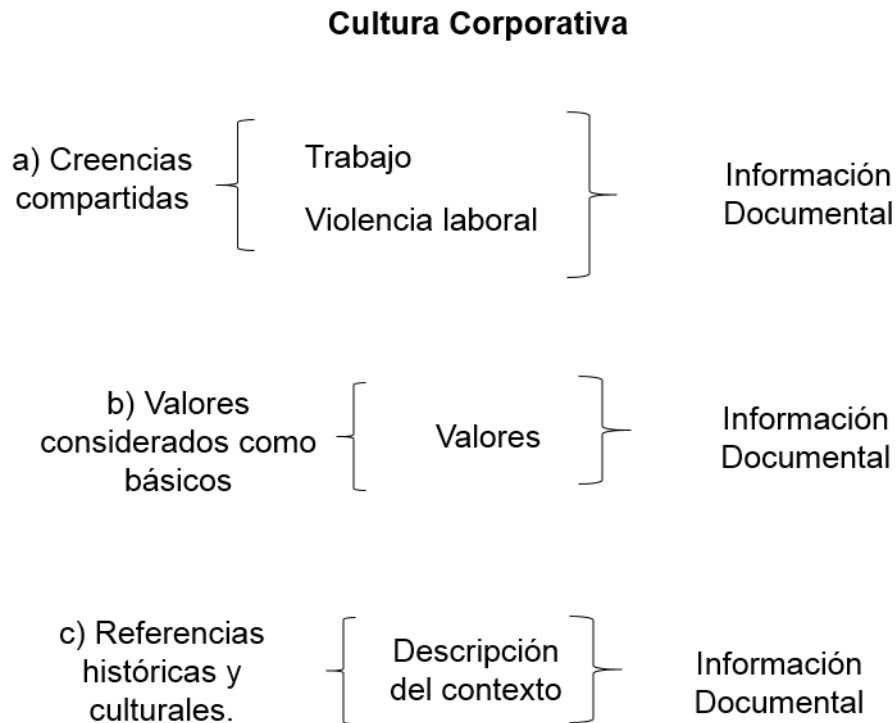 Cultura Corporativa
a) Creencias
compartidas
Trabajo
Violencia laboral
Información
Documental
b) Valores
considerados como
básicos
Valores
Información
Documental
c) Referencias
históricas y
culturales.
Descripción
del contexto
Información
Documental